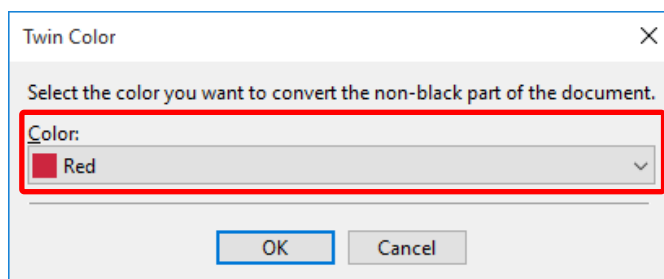 Twin Color
Select the color you want to convert the non-black part of the document.
Color:
Red
OK Cancel